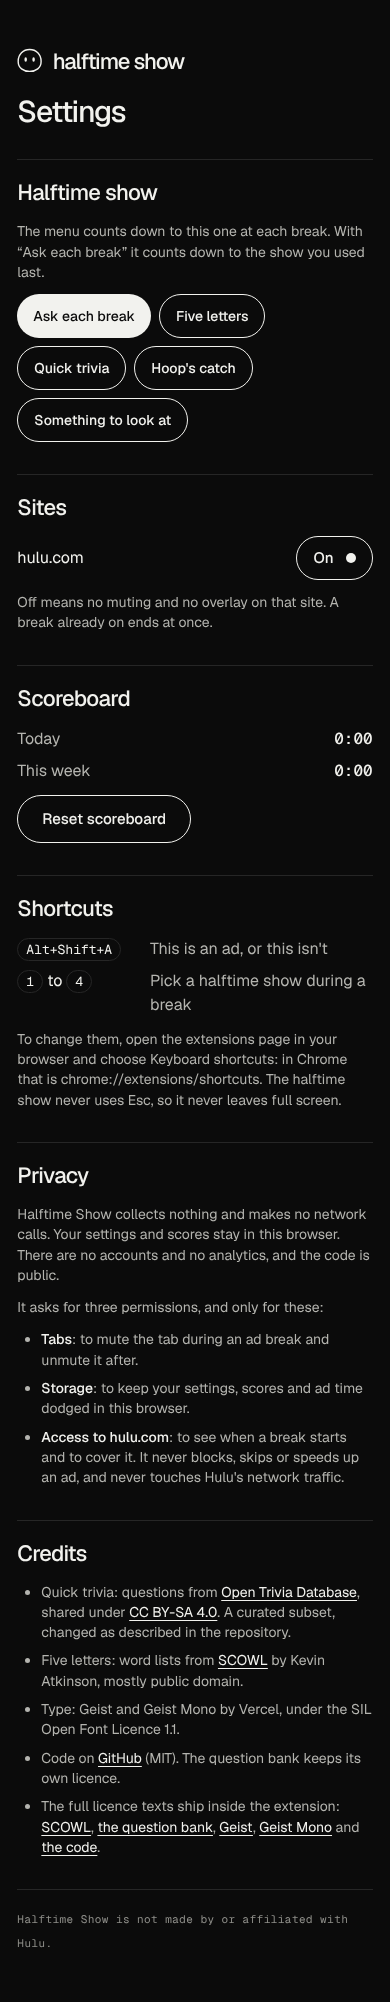 halftime show
Settings
Halftime show
The menu counts down to this one at each break. With
“Ask each break” it counts down to the show you used
last.
Ask each break
Five letters
Quick trivia
Hoop's catch
Something to look at
Sites
hulu.com
On
Off means no muting and no overlay on that site. A
break already on ends at once.
Scoreboard
Today 0:00
This week 0:00
Reset scoreboard
Shortcuts
Alt+Shift+A This is an ad, or this isn't
1 to 4 Pick a halftime show during a
break
To change them, open the extensions page in your
browser and choose Keyboard shortcuts: in Chrome
that is chrome://extensions/shortcuts. The halftime
show never uses Esc, so it never leaves full screen.
Privacy
Halftime Show collects nothing and makes no network
calls. Your settings and scores stay in this browser.
There are no accounts and no analytics, and the code is
public.
It asks for three permissions, and only for these:
• Tabs: to mute the tab during an ad break and
unmute it after.
• Storage: to keep your settings, scores and ad time
dodged in this browser.
• Access to hulu.com: to see when a break starts
and to cover it. It never blocks, skips or speeds up
an ad, and never touches Hulu's network traffic.
Credits
• Quick trivia: questions from Open Trivia Database,
shared under CC BY-SA 4.0. A curated subset,
changed as described in the repository.
• Five letters: word lists from SCOWL by Kevin
Atkinson, mostly public domain.
• Type: Geist and Geist Mono by Vercel, under the SIL
Open Font Licence 1.1.
• Code on GitHub (MIT). The question bank keeps its
own licence.
• The full licence texts ship inside the extension:
SCOWL, the question bank, Geist, Geist Mono and
the code.
Halftime Show is not made by or affiliated with
Hulu.